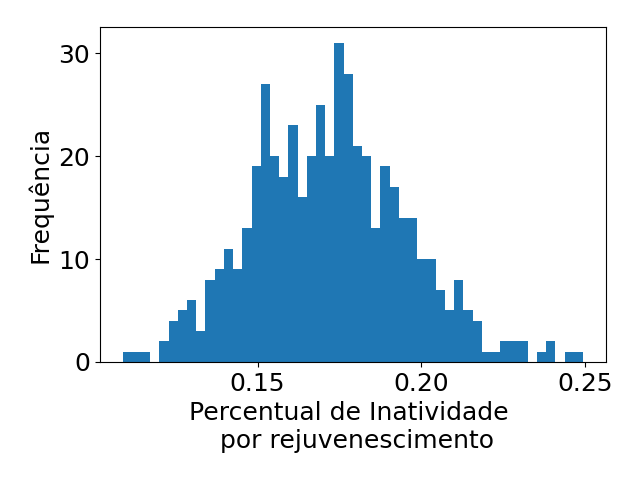 30
20
10
0
Frequência
0.15 0.20 0.25
Percentual de Inatividade
por rejuvenescimento